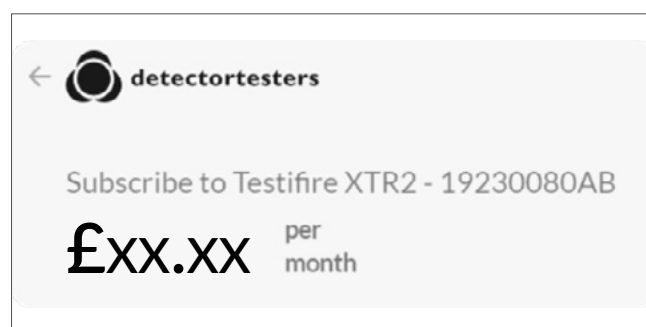 detectortesters
Subscribe to Testifire XTR2 - 19230080AB
£xx.xx per
month